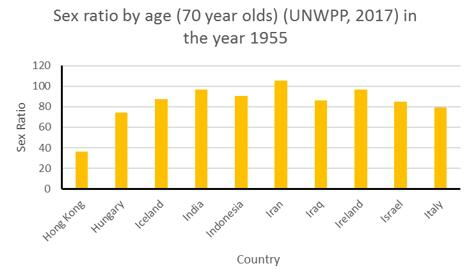 Sex ratio by age (70 year olds) (UNWPP, 2017) in
the year 1955
120
100
80
60
40
20
0
Sex Ratio
Hong Kong
Hungary
Iceland
India
Indonesia
Iran
Iraq
Ireland
Israel
Italy
Country